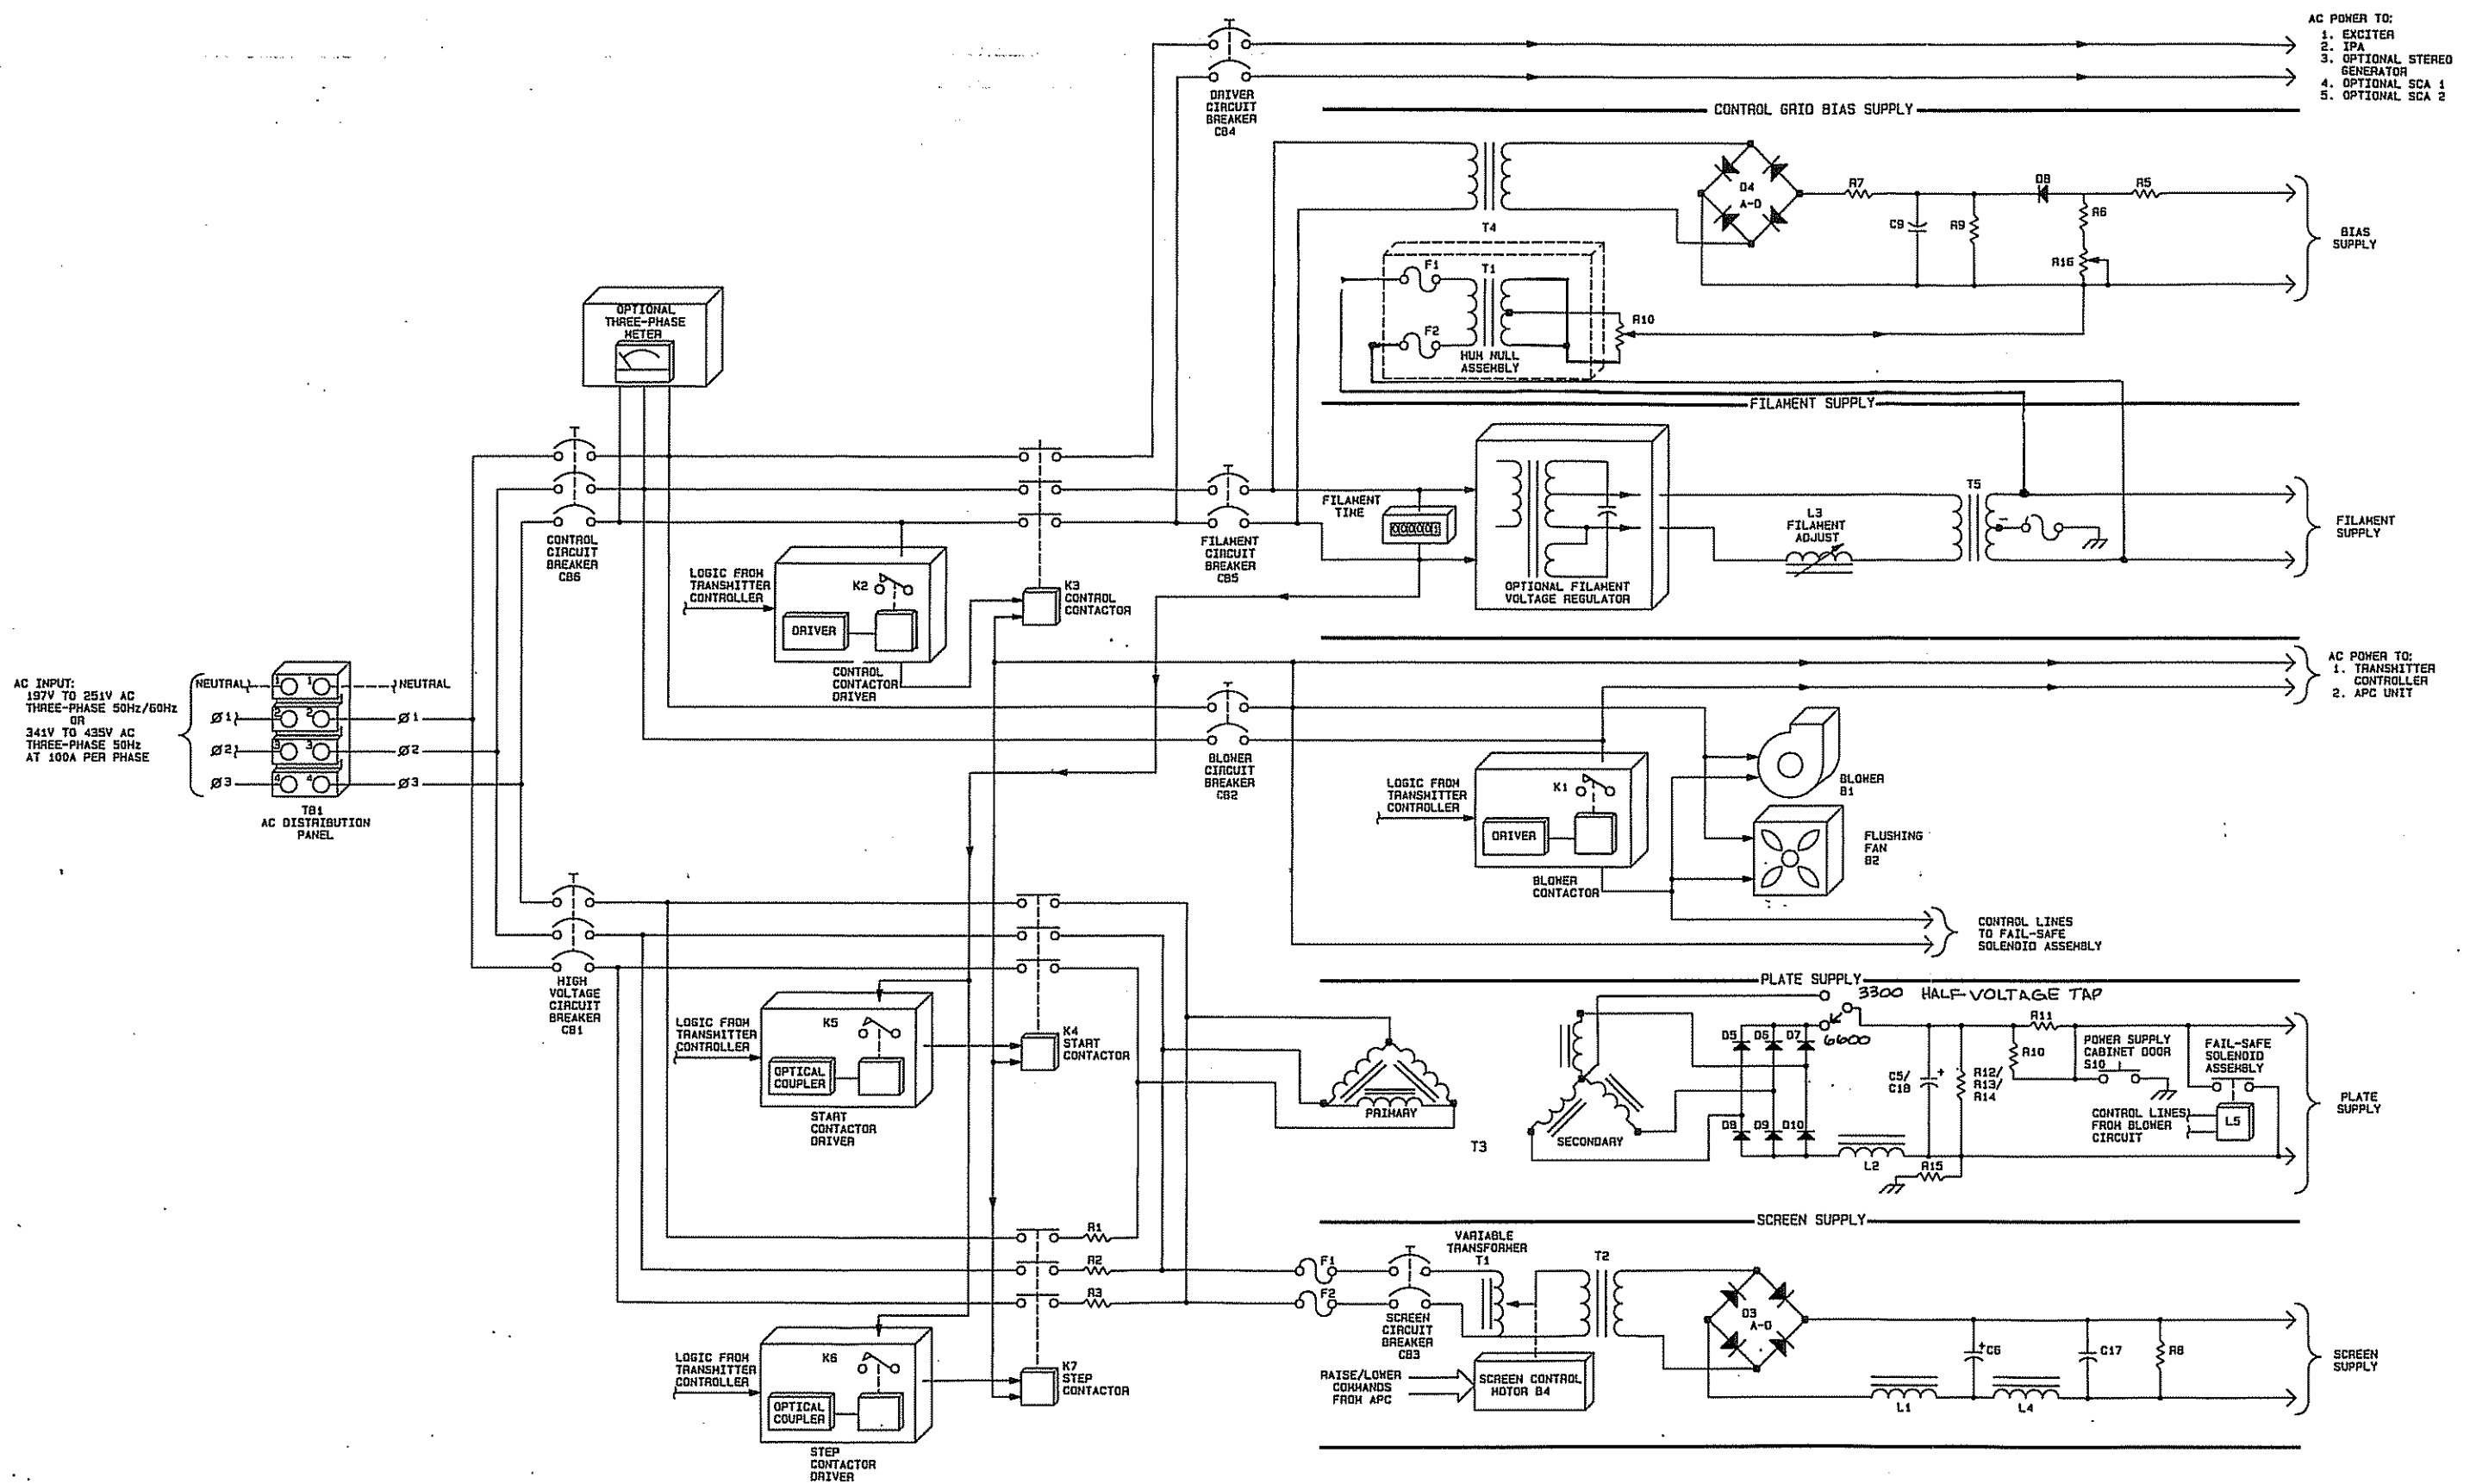 AC POWER TO:
1. EXCITER
2. IPA
3. OPTIONAL STEREO
GENERATOR
4. OPTIONAL SCA 1
5. OPTIONAL SCA 2
DRIVER
CIRCUIT
BREAKER
CB4
CONTROL GRID BIAS SUPPLY
T4
D4
A-D
R7
C9
R9
D8
R6
R16
R5
BIAS
SUPPLY
F1
T1
F2
HUM NULL
ASSEMBLY
R10
OPTIONAL
THREE-PHASE
METER
FILAMENT SUPPLY
CONTROL
CIRCUIT
BREAKER
CB6
FILAMENT
CIRCUIT
BREAKER
CB5
FILAMENT
TIME
00001
OPTIONAL FILAMENT
VOLTAGE REGULATOR
L3
FILAMENT
ADJUST
T5
FILAMENT
SUPPLY
LOGIC FROM
TRANSMITTER
CONTROLLER
K2
DRIVER
CONTROL
CONTACTOR
DRIVER
K3
CONTROL
CONTACTOR
AC INPUT:
197V TO 251V AC
THREE-PHASE 50Hz/60Hz
OR
341V TO 435V AC
THREE-PHASE 50Hz
AT 100A PER PHASE
NEUTRAL 1 1 NEUTRAL
Ø1 2 2 Ø1
Ø2 3 3 Ø2
Ø3 4 4 Ø3
TB1
AC DISTRIBUTION
PANEL
AC POWER TO:
1. TRANSMITTER
CONTROLLER
2. APC UNIT
BLOWER
CIRCUIT
BREAKER
CB2
LOGIC FROM
TRANSMITTER
CONTROLLER
K1
DRIVER
BLOWER
CONTACTOR
BLOWER
B1
FLUSHING
FAN
B2
CONTROL LINES
TO FAIL-SAFE
SOLENOID ASSEMBLY
HIGH
VOLTAGE
CIRCUIT
BREAKER
CB1
LOGIC FROM
TRANSMITTER
CONTROLLER
K5
OPTICAL
COUPLER
START
CONTACTOR
DRIVER
K4
START
CONTACTOR
PLATE SUPPLY
3300 HALF-VOLTAGE TAP
6600
PRIMARY
T3
SECONDARY
D5
D6
D7
D8
D9
D10
L2
C5/
C18
R12/
R13/
R14
R15
R10
R11
POWER SUPPLY
CABINET DOOR
S10
FAIL-SAFE
SOLENOID
ASSEMBLY
CONTROL LINES
FROM BLOWER
CIRCUIT
L5
PLATE
SUPPLY
SCREEN SUPPLY
R1
R2
R3
F1
F2
SCREEN
CIRCUIT
BREAKER
CB3
VARIABLE
TRANSFORMER
T1
T2
D3
A-D
C6
C17
R8
L1
L4
SCREEN
SUPPLY
RAISE/LOWER
COMMANDS
FROM APC
SCREEN CONTROL
MOTOR B4
LOGIC FROM
TRANSMITTER
CONTROLLER
K6
OPTICAL
COUPLER
STEP
CONTACTOR
DRIVER
K7
STEP
CONTACTOR